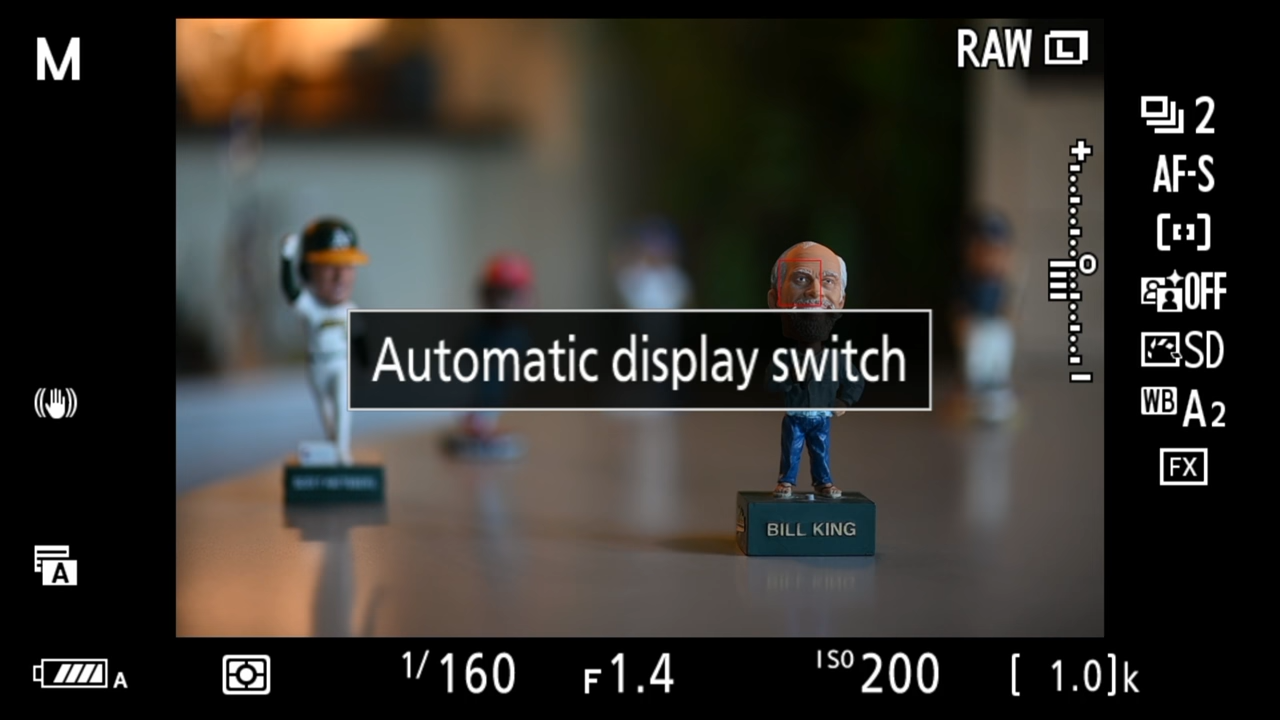 M
RAW L
2
AF-S
OFF
SD
WB A2
FX
+
0
–
Automatic display switch
BILL KING
A
A
1/160
F1.4
ISO 200
[ 1.0]k